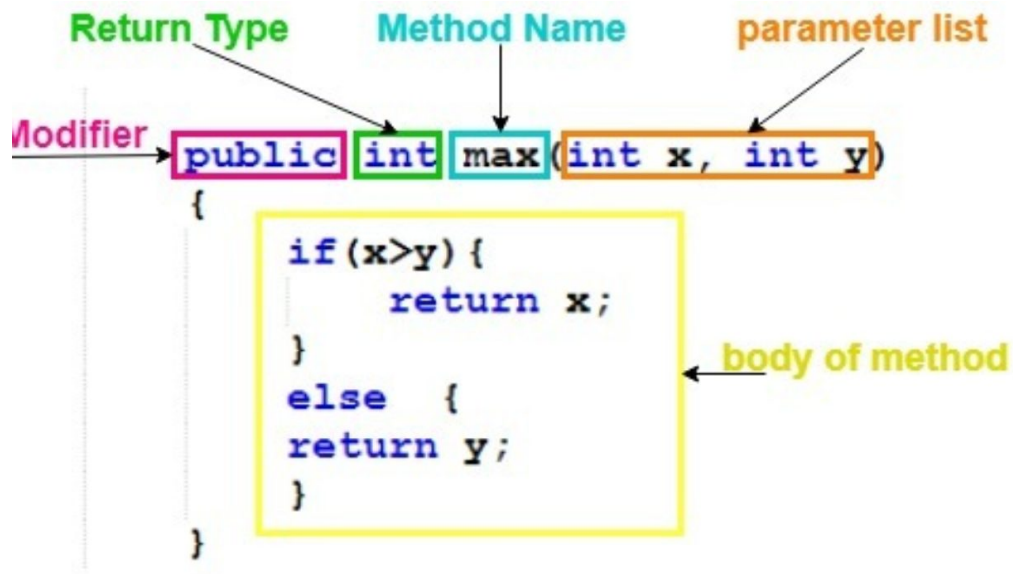 Return Type Method Name parameter list
Modifier
public int max(int x, int y)
{
if(x>y){
return x;
}
body of method
else {
return y;
}
}